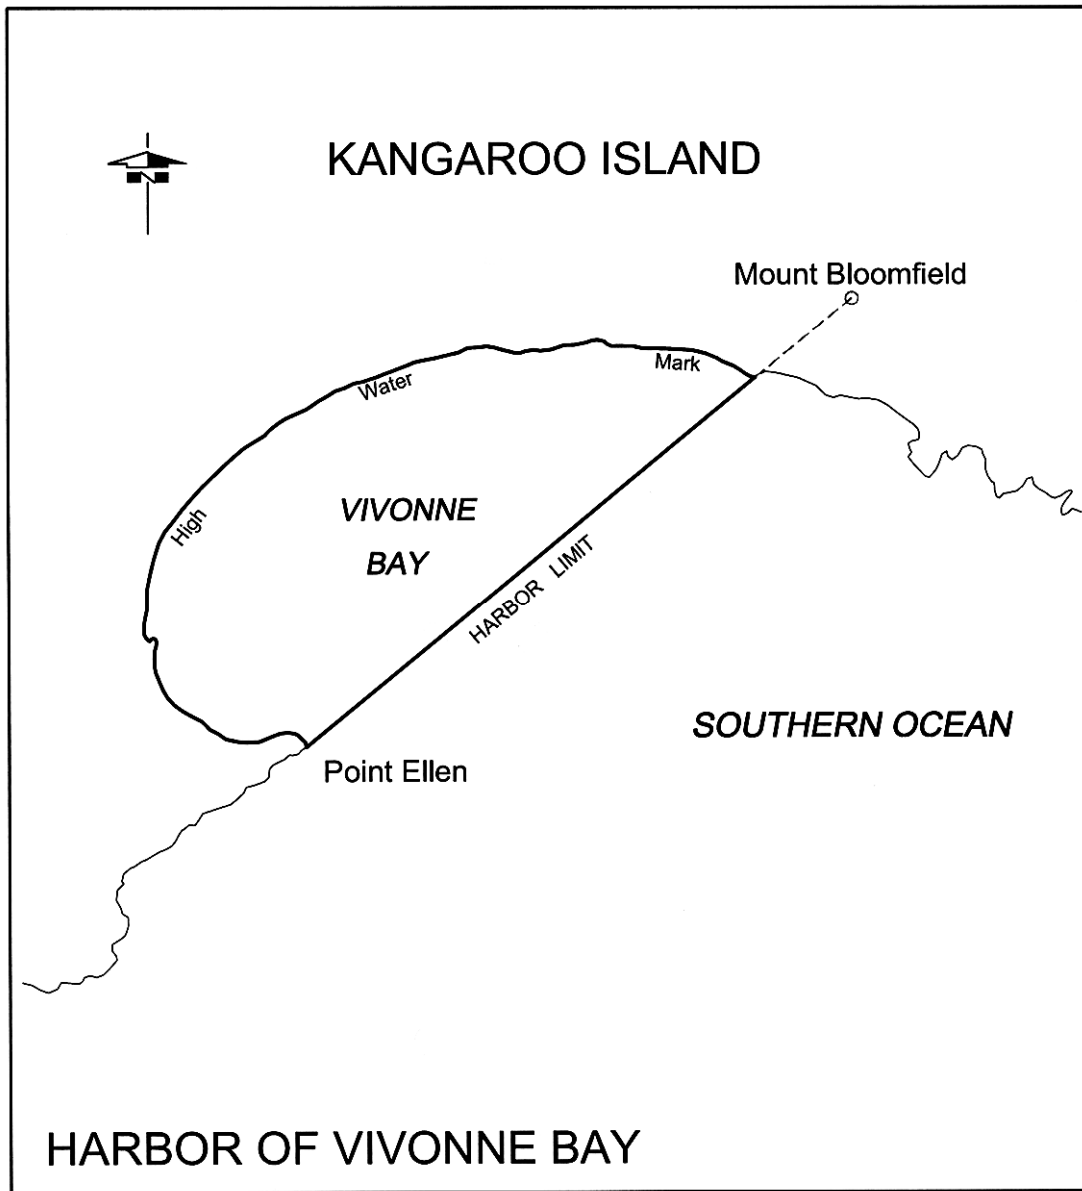 KANGAROO ISLAND
N
Mount Bloomfield
Mark
Water
High
VIVONNE
BAY
HARBOR LIMIT
SOUTHERN OCEAN
Point Ellen
HARBOR OF VIVONNE BAY